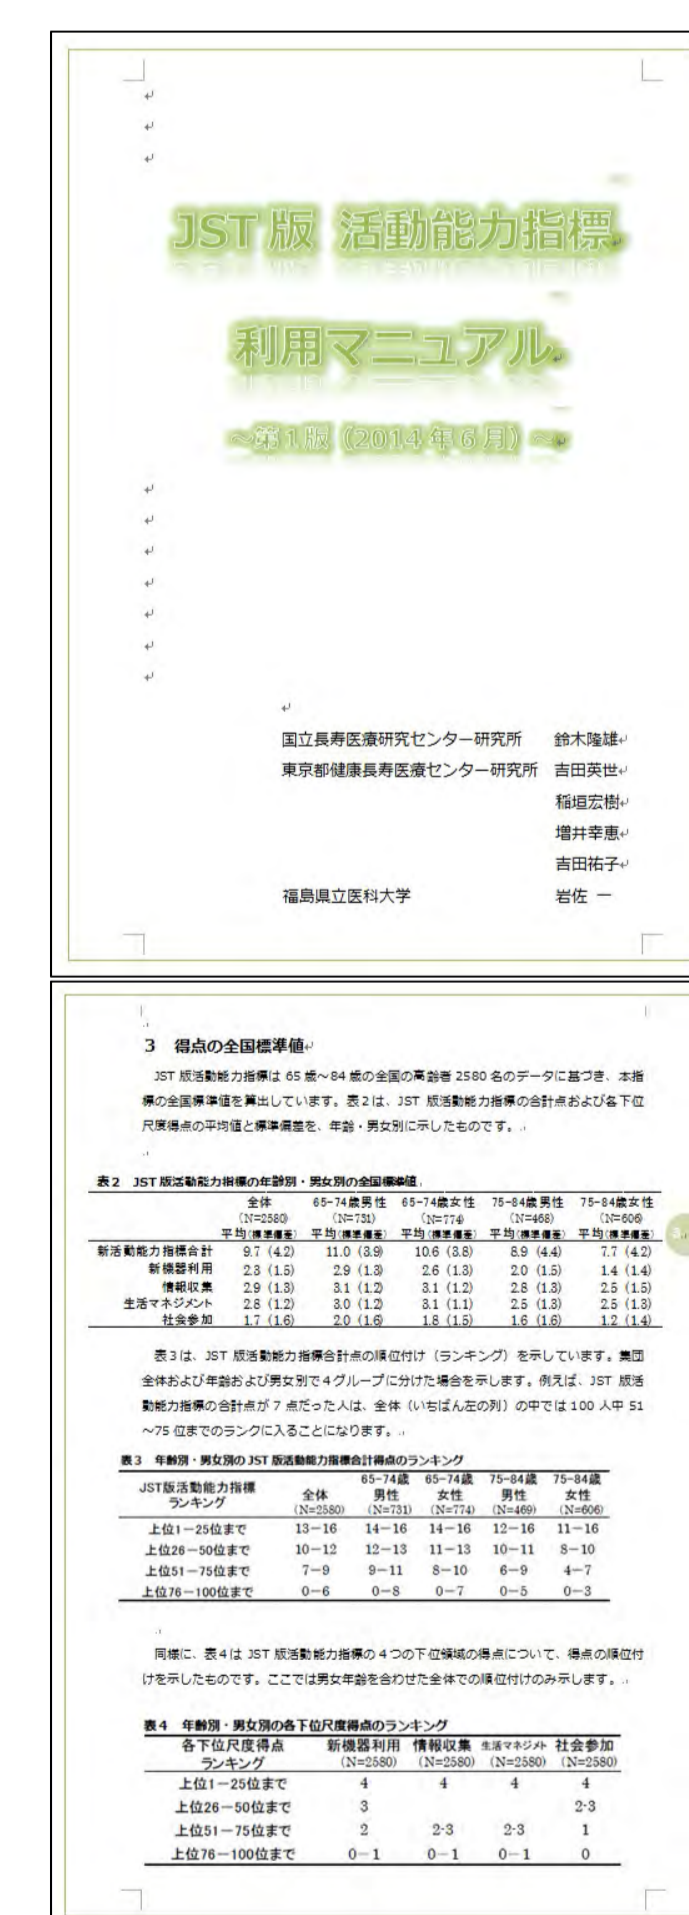 JST版 活動能力指標
利用マニュアル
～第1版（2014年6月）～
国立長寿医療研究センター研究所 鈴木隆雄
東京都健康長寿医療センター研究所 吉田英世
稲垣宏樹
増井幸恵
吉田祐子
福島県立医科大学 岩佐 一
3 得点の全国標準値
JST 版活動能力指標は 65 歳～84 歳の全国の高齢者 2580 名のデータに基づき、本指
標の全国標準値を算出しています。表2は、JST 版活動能力指標の合計点および各下位
尺度得点の平均値と標準偏差を、年齢・男女別に示したものです。
表2 JST 版活動能力指標の年齢別・男女別の全国標準値
全体 65-74歳男性 65-74歳女性 75-84歳男性 75-84歳女性
(N=2580) (N=731) (N=774) (N=468) (N=606)
平均(標準偏差) 平均(標準偏差) 平均(標準偏差) 平均(標準偏差) 平均(標準偏差)
新活動能力指標合計 9.7 (4.2) 11.0 (3.9) 10.6 (3.8) 8.9 (4.4) 7.7 (4.2)
新機器利用 2.3 (1.5) 2.9 (1.3) 2.6 (1.3) 2.0 (1.5) 1.4 (1.4)
情報収集 2.9 (1.3) 3.1 (1.2) 3.1 (1.2) 2.8 (1.3) 2.5 (1.5)
生活マネジメント 2.8 (1.2) 3.0 (1.2) 3.1 (1.1) 2.5 (1.3) 2.5 (1.3)
社会参加 1.7 (1.6) 2.0 (1.6) 1.8 (1.5) 1.6 (1.6) 1.2 (1.4)
表3は、JST 版活動能力指標合計点の順位付け（ランキング）を示しています。集団
全体および年齢および男女別で4グループに分けた場合を示します。例えば、JST 版活
動能力指標の合計点が 7 点だった人は、全体（いちばん左の列）の中では 100 人中 51
～75 位までのランクに入ることになります。
表3 年齢別・男女別の JST 版活動能力指標合計得点のランキング
JST版活動能力指標 ランキング 全体 (N=2580) 65-74歳 男性 (N=731) 65-74歳 女性 (N=774) 75-84歳 男性 (N=469) 75-84歳 女性 (N=606)
上位1－25位まで 13－16 14－16 14－16 12－16 11－16
上位26－50位まで 10－12 12－13 11－13 10－11 8－10
上位51－75位まで 7－9 9－11 8－10 6－9 4－7
上位76－100位まで 0－6 0－8 0－7 0－5 0－3
同様に、表4は JST 版活動能力指標の4つの下位領域の得点について、得点の順位付
けを示したものです。ここでは男女年齢を合わせた全体での順位付けのみ示します。
表4 年齢別・男女別の各下位尺度得点のランキング
各下位尺度得点 新機器利用 情報収集 生活マネジメント 社会参加
ランキング (N=2580) (N=2580) (N=2580) (N=2580)
上位1－25位まで 4 4 4 4
上位26－50位まで 3 2-3
上位51－75位まで 2 2-3 2-3 1
上位76－100位まで 0－1 0－1 0－1 0